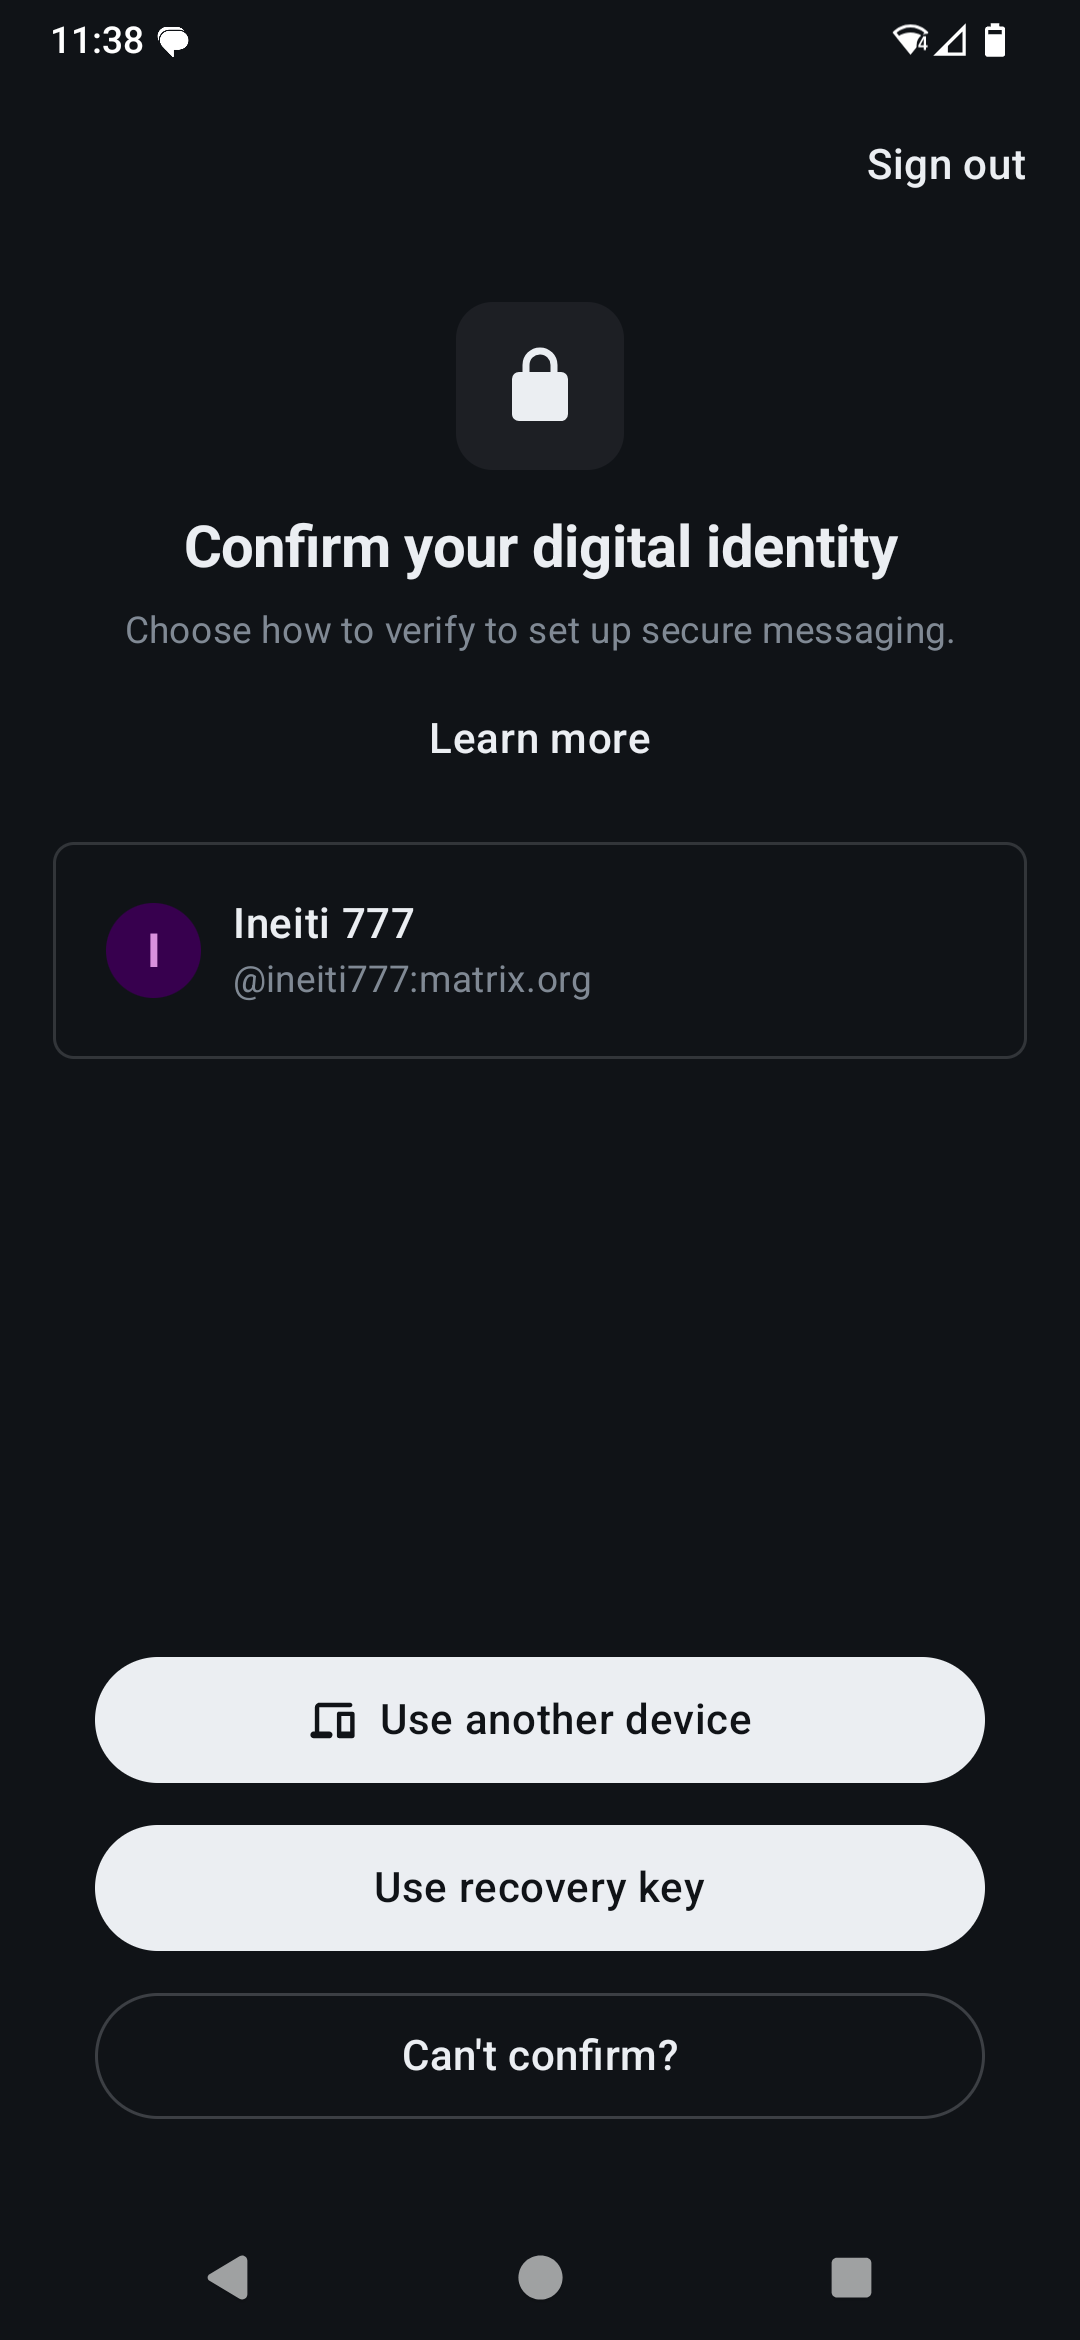 11:38
Sign out
Confirm your digital identity
Choose how to verify to set up secure messaging.
Learn more
I
Ineiti 777
@ineiti777:matrix.org
Use another device
Use recovery key
Can't confirm?